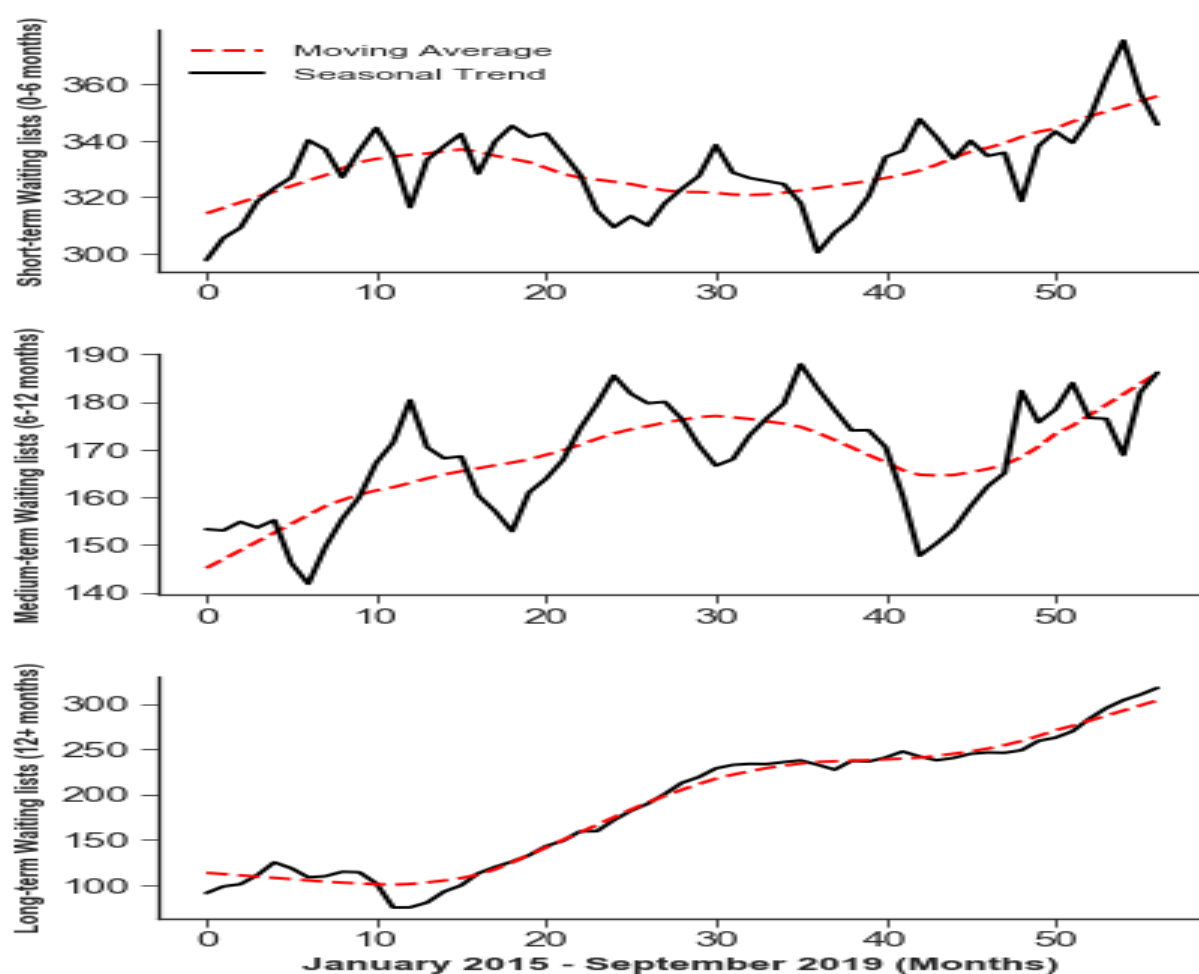 Moving Average
Seasonal Trend
Short-term Waiting lists (0-6 months)
360
340
320
300
0 10 20 30 40 50
Medium-term Waiting lists (6-12 months)
190
180
170
160
150
140
0 10 20 30 40 50
Long-term Waiting lists (12+ months)
300
250
200
150
100
0 10 20 30 40 50
January 2015 - September 2019 (Months)